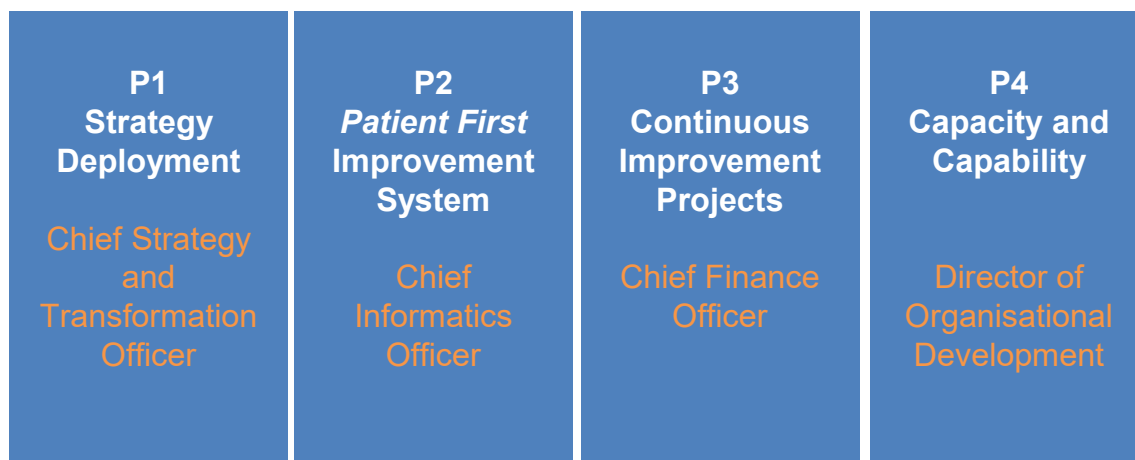 P1
Strategy
Deployment
Chief Strategy
and
Transformation
Officer
P2
Patient First
Improvement
System
Chief
Informatics
Officer
P3
Continuous
Improvement
Projects
Chief Finance
Officer
P4
Capacity and
Capability
Director of
Organisational
Development